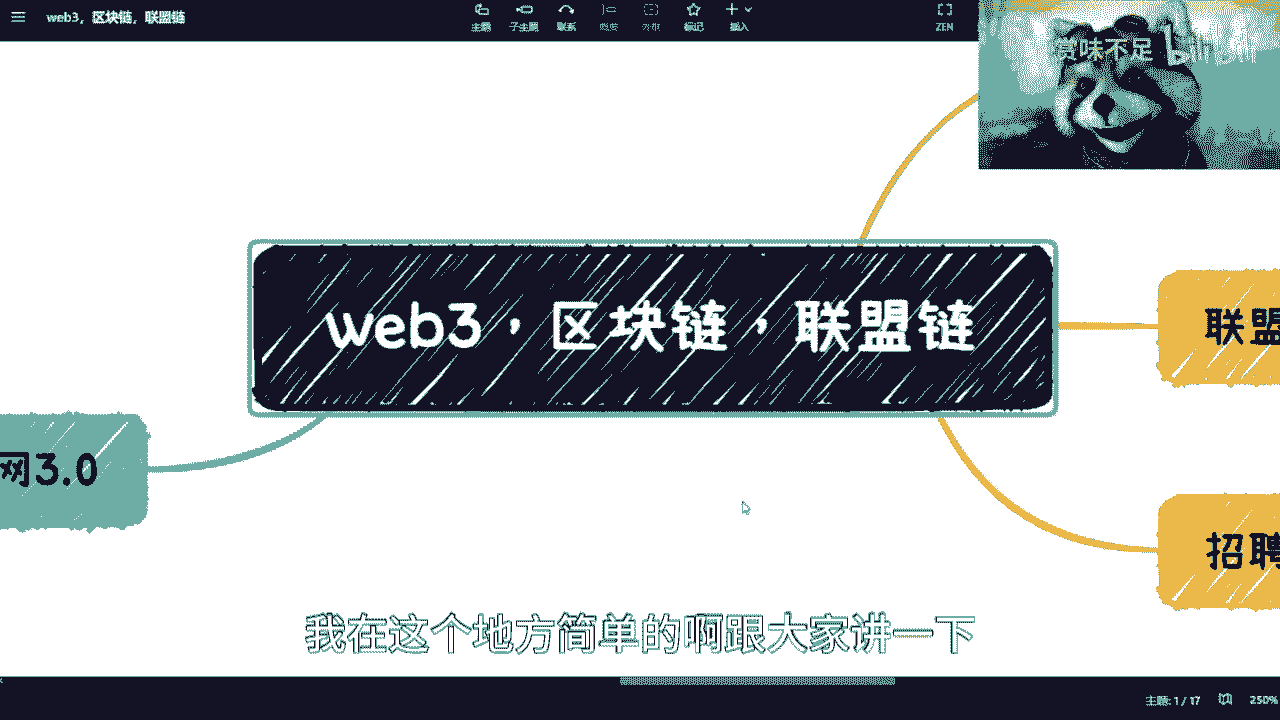 web3，区块链，联盟链
主题 子主题 联系 概要 外框 标记 插入 ZEN
赏味不足 bilibili
web3，区块链，联盟链
联盟
网3.0
招聘
我在这个地方简单的啊跟大家讲一下
主题: 1 / 17 250%